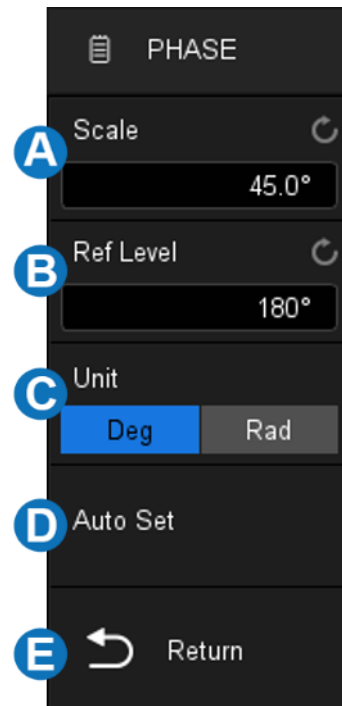 PHASE
A
Scale
45.0°
B
Ref Level
180°
C
Unit
Deg Rad
D
Auto Set
E
Return